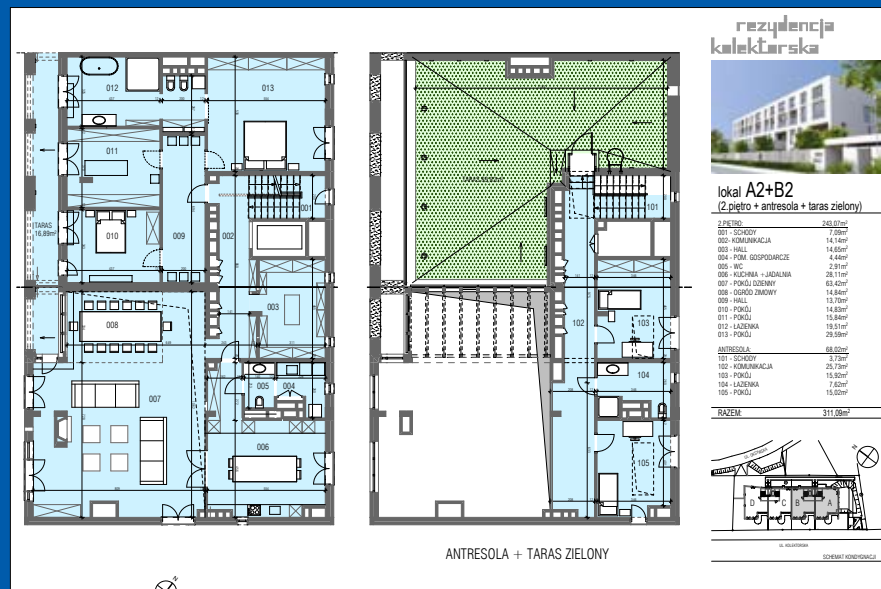 rezydencja
kolektorska
lokal A2+B2
(2.piętro + antresola + taras zielony)
2.PIĘTRO: 243,07m²
001 - SCHODY 7,09m²
002- KOMUNIKACJA 14,14m²
003 - HALL 14,65m²
004 - POM. GOSPODARCZE 4,44m²
005 - WC 2,91m²
006 - KUCHNIA +JADALNIA 28,11m²
007 - POKÓJ DZIENNY 63,42m²
008 - OGRÓD ZIMOWY 14,84m²
009 - HALL 13,70m²
010 - POKÓJ 14,83m²
011 - POKÓJ 15,84m²
012 - ŁAZIENKA 19,51m²
013 - POKÓJ 29,59m²
ANTRESOLA: 68,02m²
101 - SCHODY 3,73m²
102 - KOMUNIKACJA 25,73m²
103 - POKÓJ 15,92m²
104 - ŁAZIENKA 7,62m²
105 - POKÓJ 15,02m²
RAZEM: 311,09m²
012
013
011
001
TARAS
16,89m²
010
009
002
003
008
007
005
004
006
101
102
103
104
105
ANTRESOLA + TARAS ZIELONY
N
N
D
C
B
A
UL. KOLEKTORSKA
SCHEMAT KONDYGNACJI